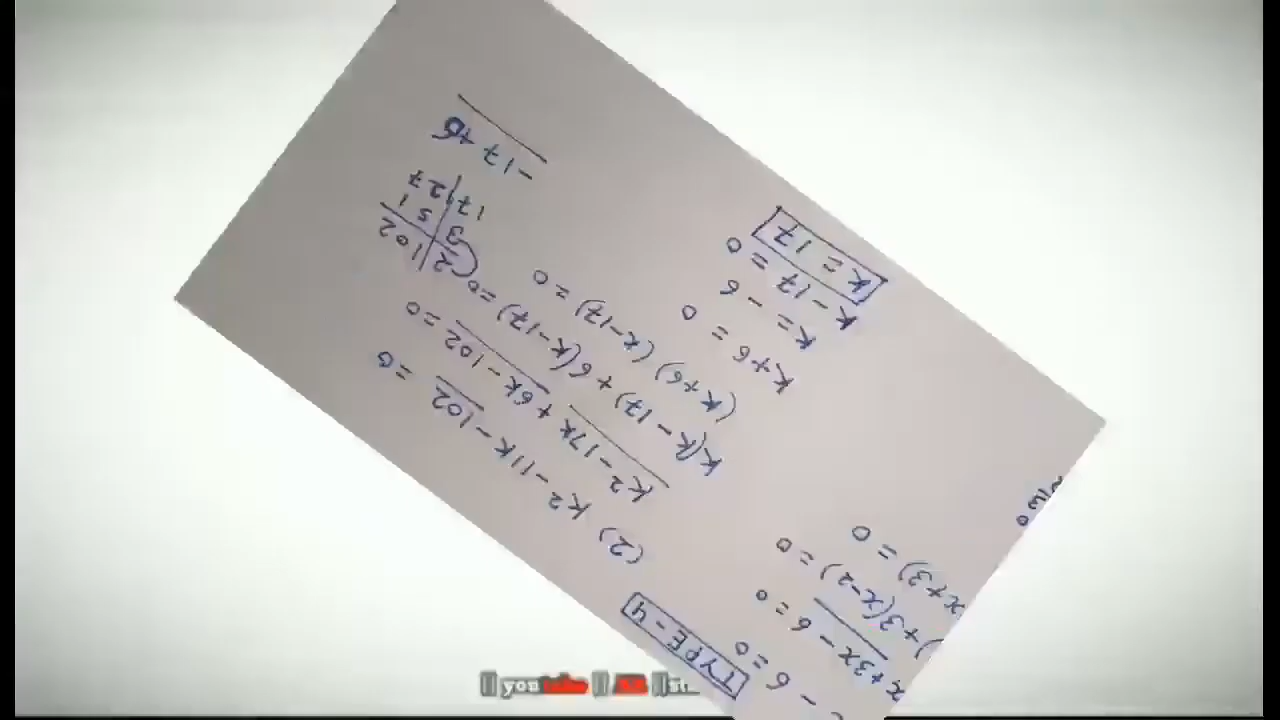 TYPE-4
- 6 = 0
x+3x - 6 = 0
) + 3(x-2) = 0
x+3) = 0
(2) k² - 11k - 102 = 0
k² - 17k + 6k - 102 = 0
k(k - 17) + 6(k - 17) = 0
(k+6) (k-17) = 0
k+6 = 0
k = - 6
k - 17 = 0
k = 17
2 | 102
3 | 51
17 | 27
-17 +6
|| you